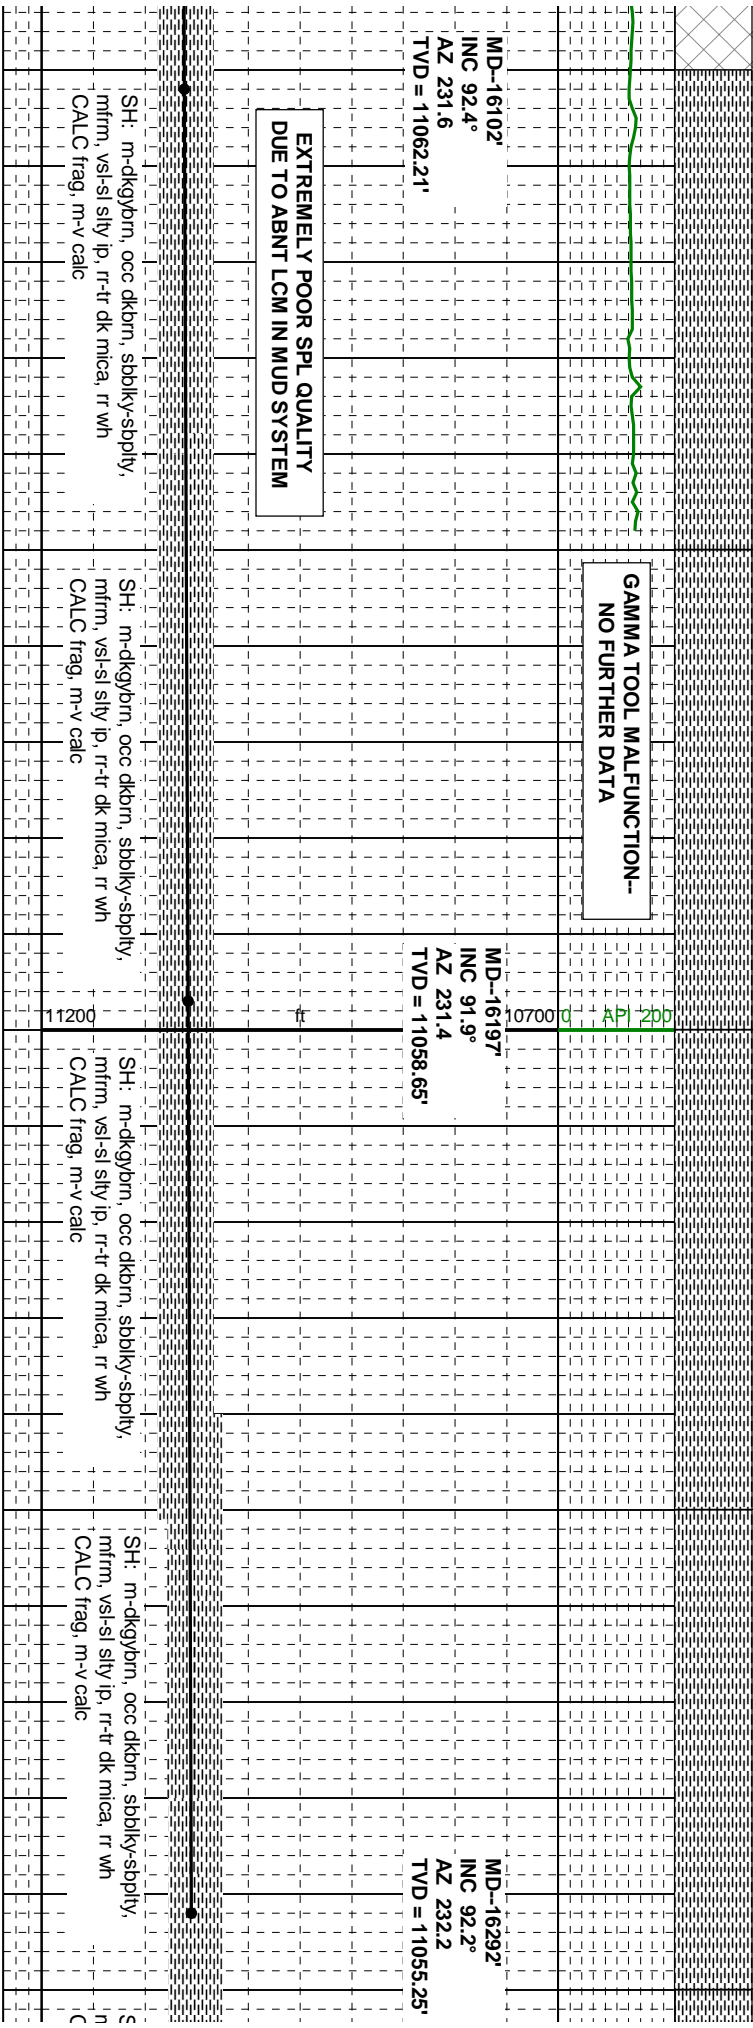 MD--16102'
INC 92.4°
AZ 231.6
TVD = 11062.21'
EXTREMELY POOR SPL QUALITY
DUE TO ABNT LCM IN MUD SYSTEM
SH: m-dkgybrn, occ dkbrn, sbblky-sbplty,
mfrm, vsl-sl slty ip, rr-tr dk mica, rr wh
CALC frag, m-v calc
GAMMA TOOL MALFUNCTION--
NO FURTHER DATA
SH: m-dkgybrn, occ dkbrn, sbblky-sbplty,
mfrm, vsl-sl slty ip, rr-tr dk mica, rr wh
CALC frag, m-v calc
MD--16197'
INC 91.9°
AZ 231.4
TVD = 11058.65'
11200 ft 10700 0 API 200
SH: m-dkgybrn, occ dkbrn, sbblky-sbplty,
mfrm, vsl-sl slty ip, rr-tr dk mica, rr wh
CALC frag, m-v calc
SH: m-dkgybrn, occ dkbrn, sbblky-sbplty,
mfrm, vsl-sl slty ip, rr-tr dk mica, rr wh
CALC frag, m-v calc
MD--16292'
INC 92.2°
AZ 232.2
TVD = 11055.25'